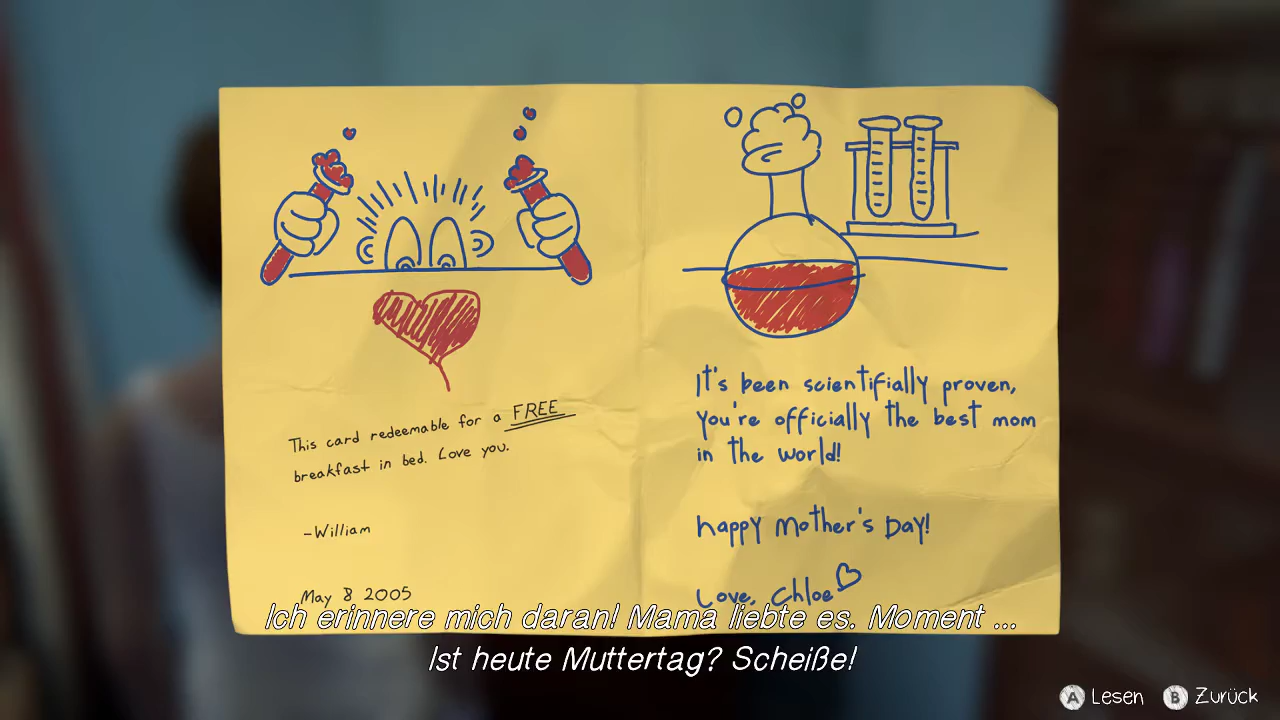 This card redeemable for a FREE
breakfast in bed. Love you.
-William
May 8 2005
It's been scientifially proven,
you're officially the best mom
in the world!
Happy Mother's Day!
Love, Chloe
Ich erinnere mich daran! Mama liebte es. Moment ...
Ist heute Muttertag? Scheiße!
A Lesen B Zurück